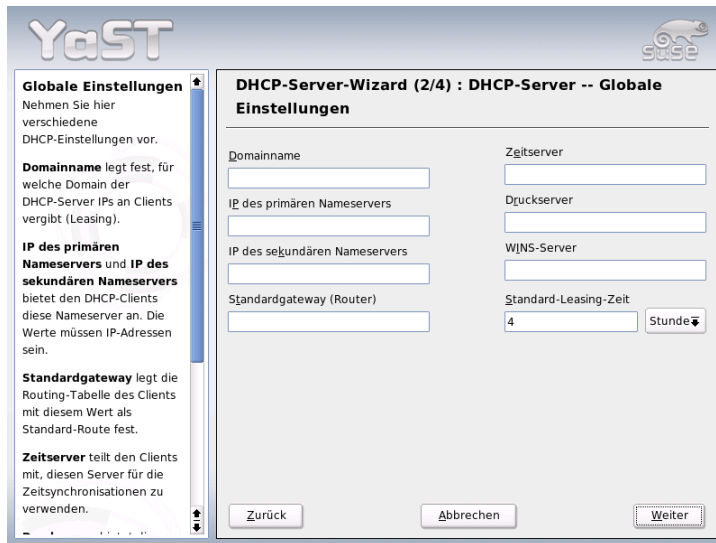 YaST
SUSE
Globale Einstellungen
Nehmen Sie hier
verschiedene
DHCP-Einstellungen vor.
Domainname legt fest, für
welche Domain der
DHCP-Server IPs an Clients
vergibt (Leasing).
IP des primären
Nameservers und IP des
sekundären Nameservers
bietet den DHCP-Clients
diese Nameserver an. Die
Werte müssen IP-Adressen
sein.
Standardgateway legt die
Routing-Tabelle des Clients
mit diesem Wert als
Standard-Route fest.
Zeitserver teilt den Clients
mit, diesen Server für die
Zeitsynchronisationen zu
verwenden.
DHCP-Server-Wizard (2/4) : DHCP-Server -- Globale
Einstellungen
Domainname
IP des primären Nameservers
IP des sekundären Nameservers
Standardgateway (Router)
Zeitserver
Druckserver
WINS-Server
Standard-Leasing-Zeit
4 Stunde
Zurück Abbrechen Weiter